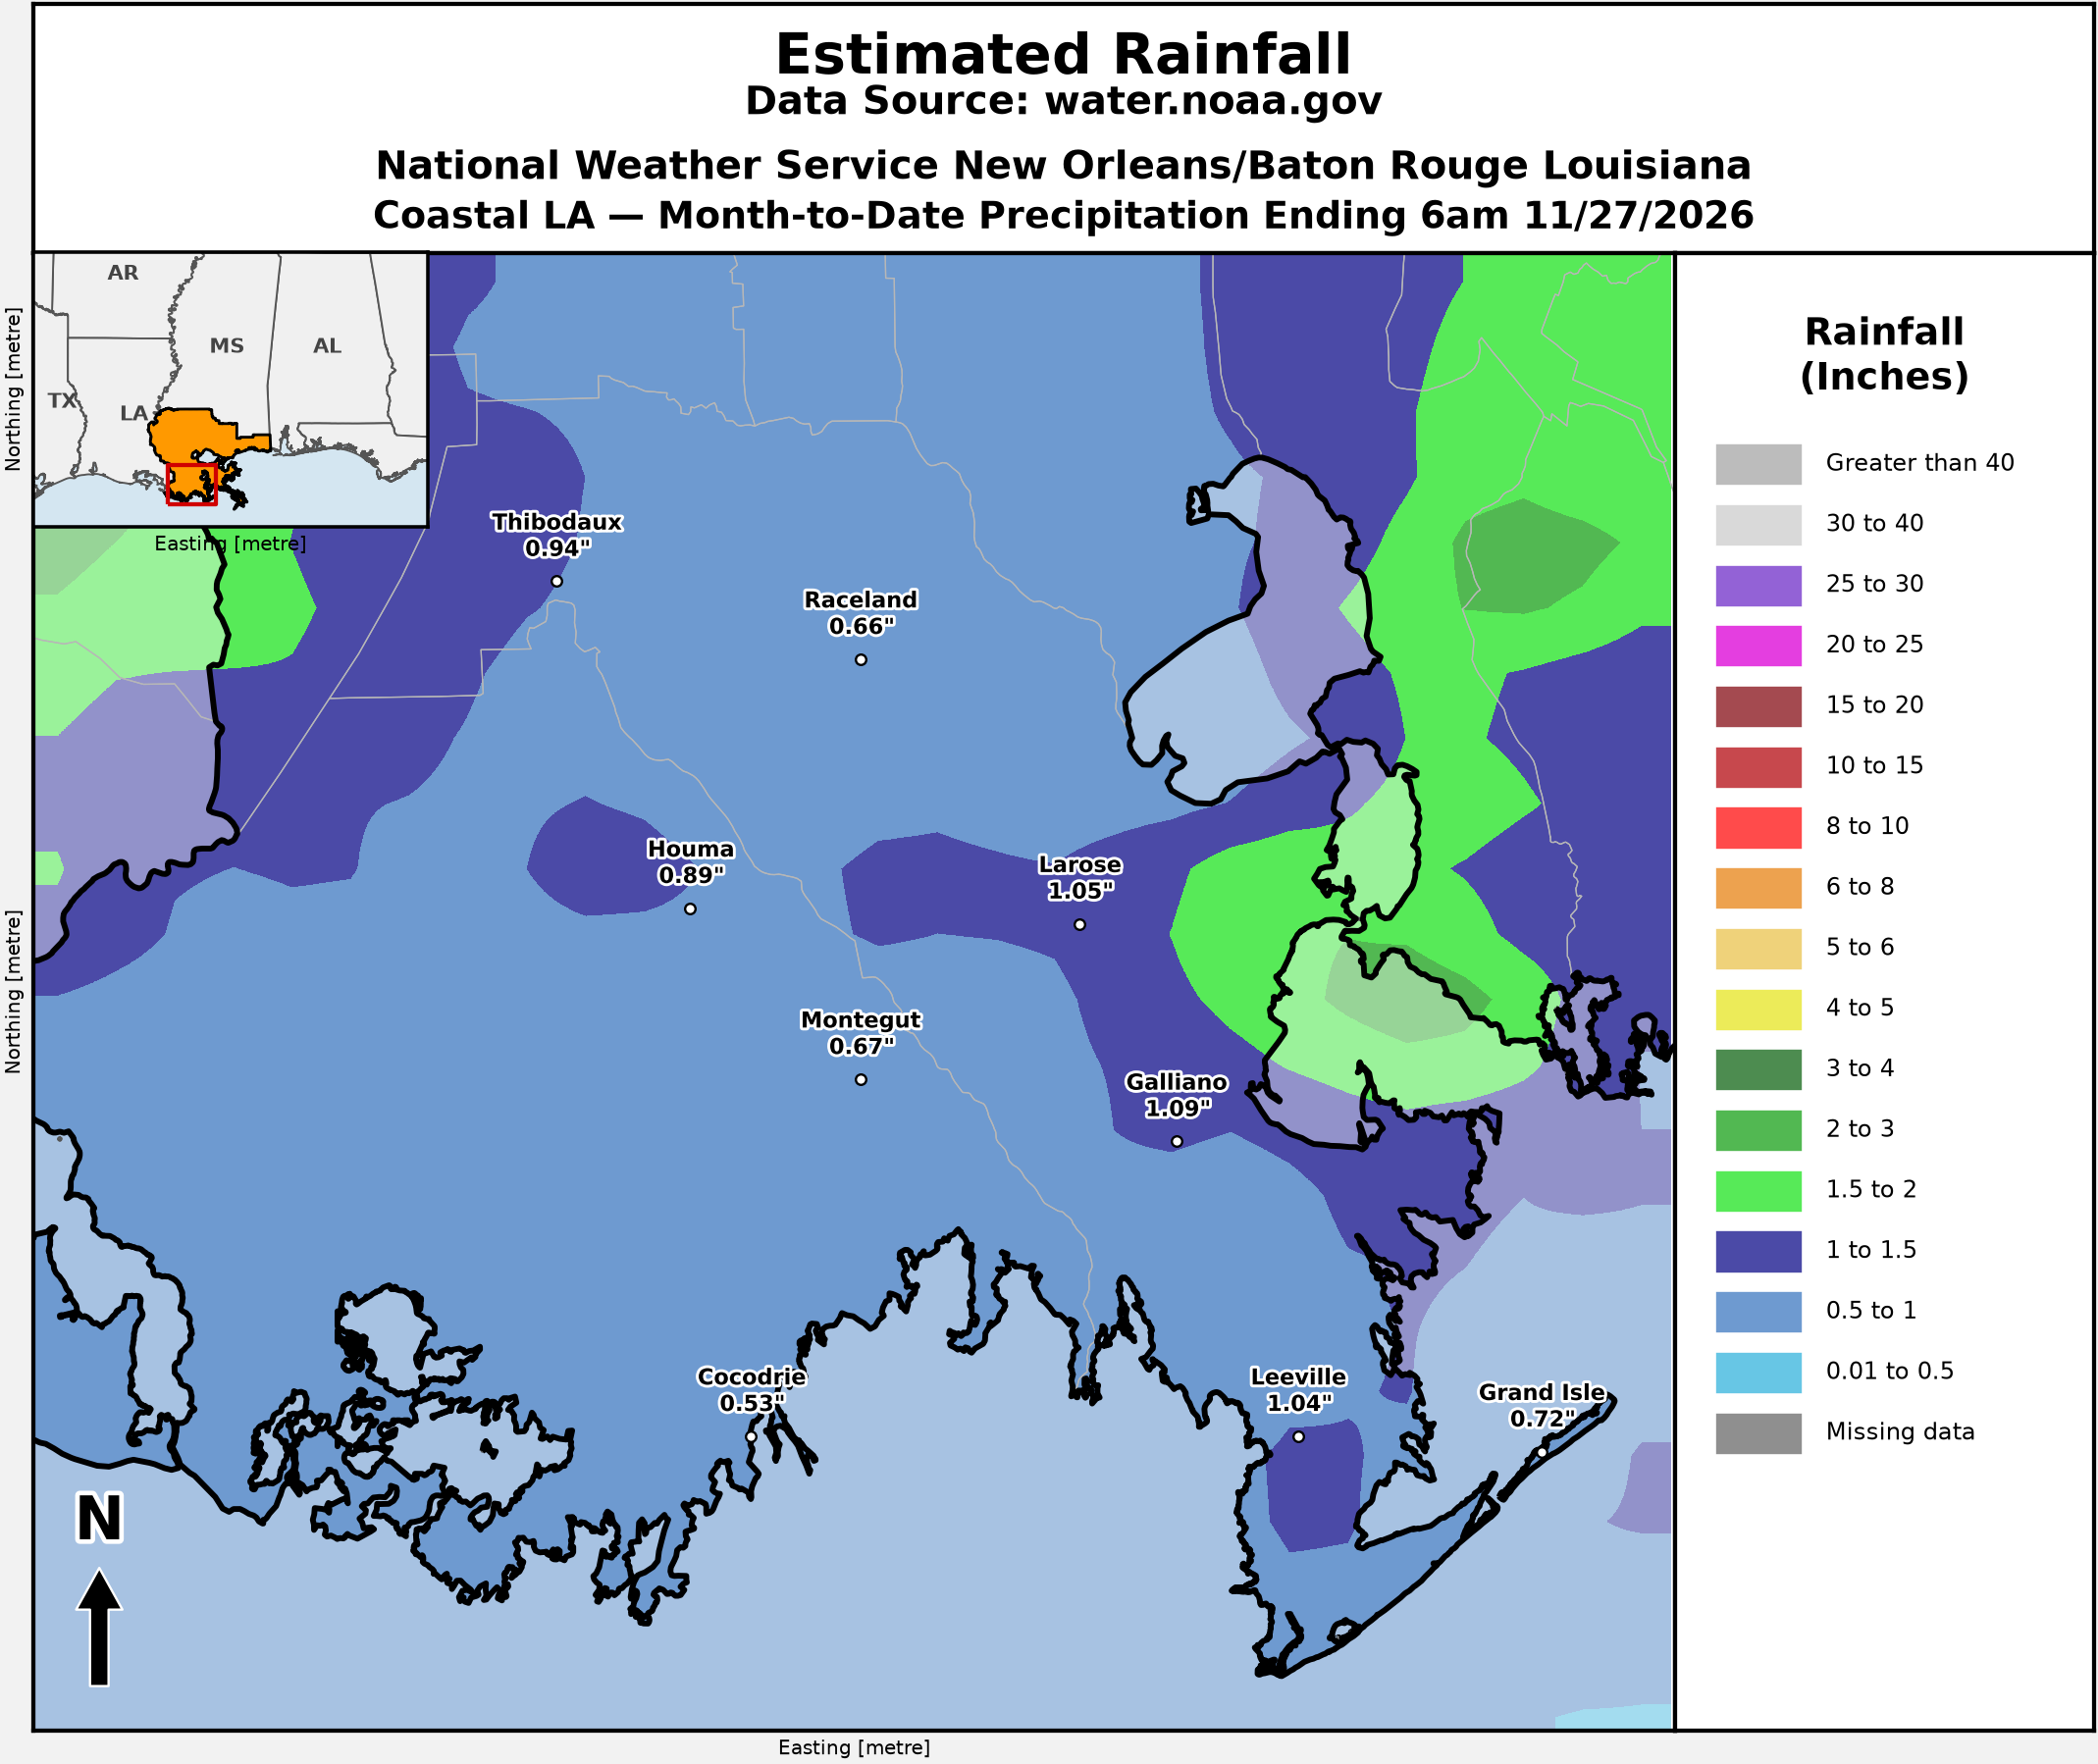 Estimated Rainfall
Data Source: water.noaa.gov
National Weather Service New Orleans/Baton Rouge Louisiana
Coastal LA — Month-to-Date Precipitation Ending 6am 11/27/2026
AR
MS
AL
TX
LA
Northing [metre]
Easting [metre]
Thibodaux
0.94"
Raceland
0.66"
Houma
0.89"
Larose
1.05"
Montegut
0.67"
Galliano
1.09"
Cocodrie
0.53"
Leeville
1.04"
Grand Isle
0.72"
N
Northing [metre]
Easting [metre]
Rainfall
(Inches)
Greater than 40
30 to 40
25 to 30
20 to 25
15 to 20
10 to 15
8 to 10
6 to 8
5 to 6
4 to 5
3 to 4
2 to 3
1.5 to 2
1 to 1.5
0.5 to 1
0.01 to 0.5
Missing data